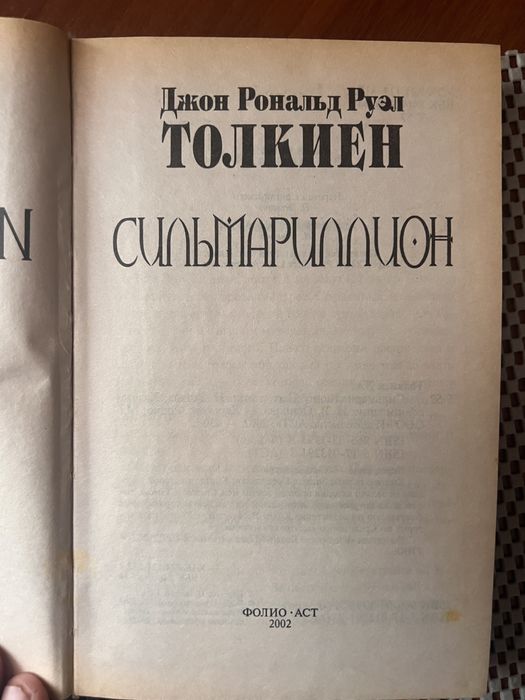 Джон Рональд Руэл
ТОЛКИЕН
СИЛЬМАРИЛЛИОН
N
ФОЛИО · АСТ
2002